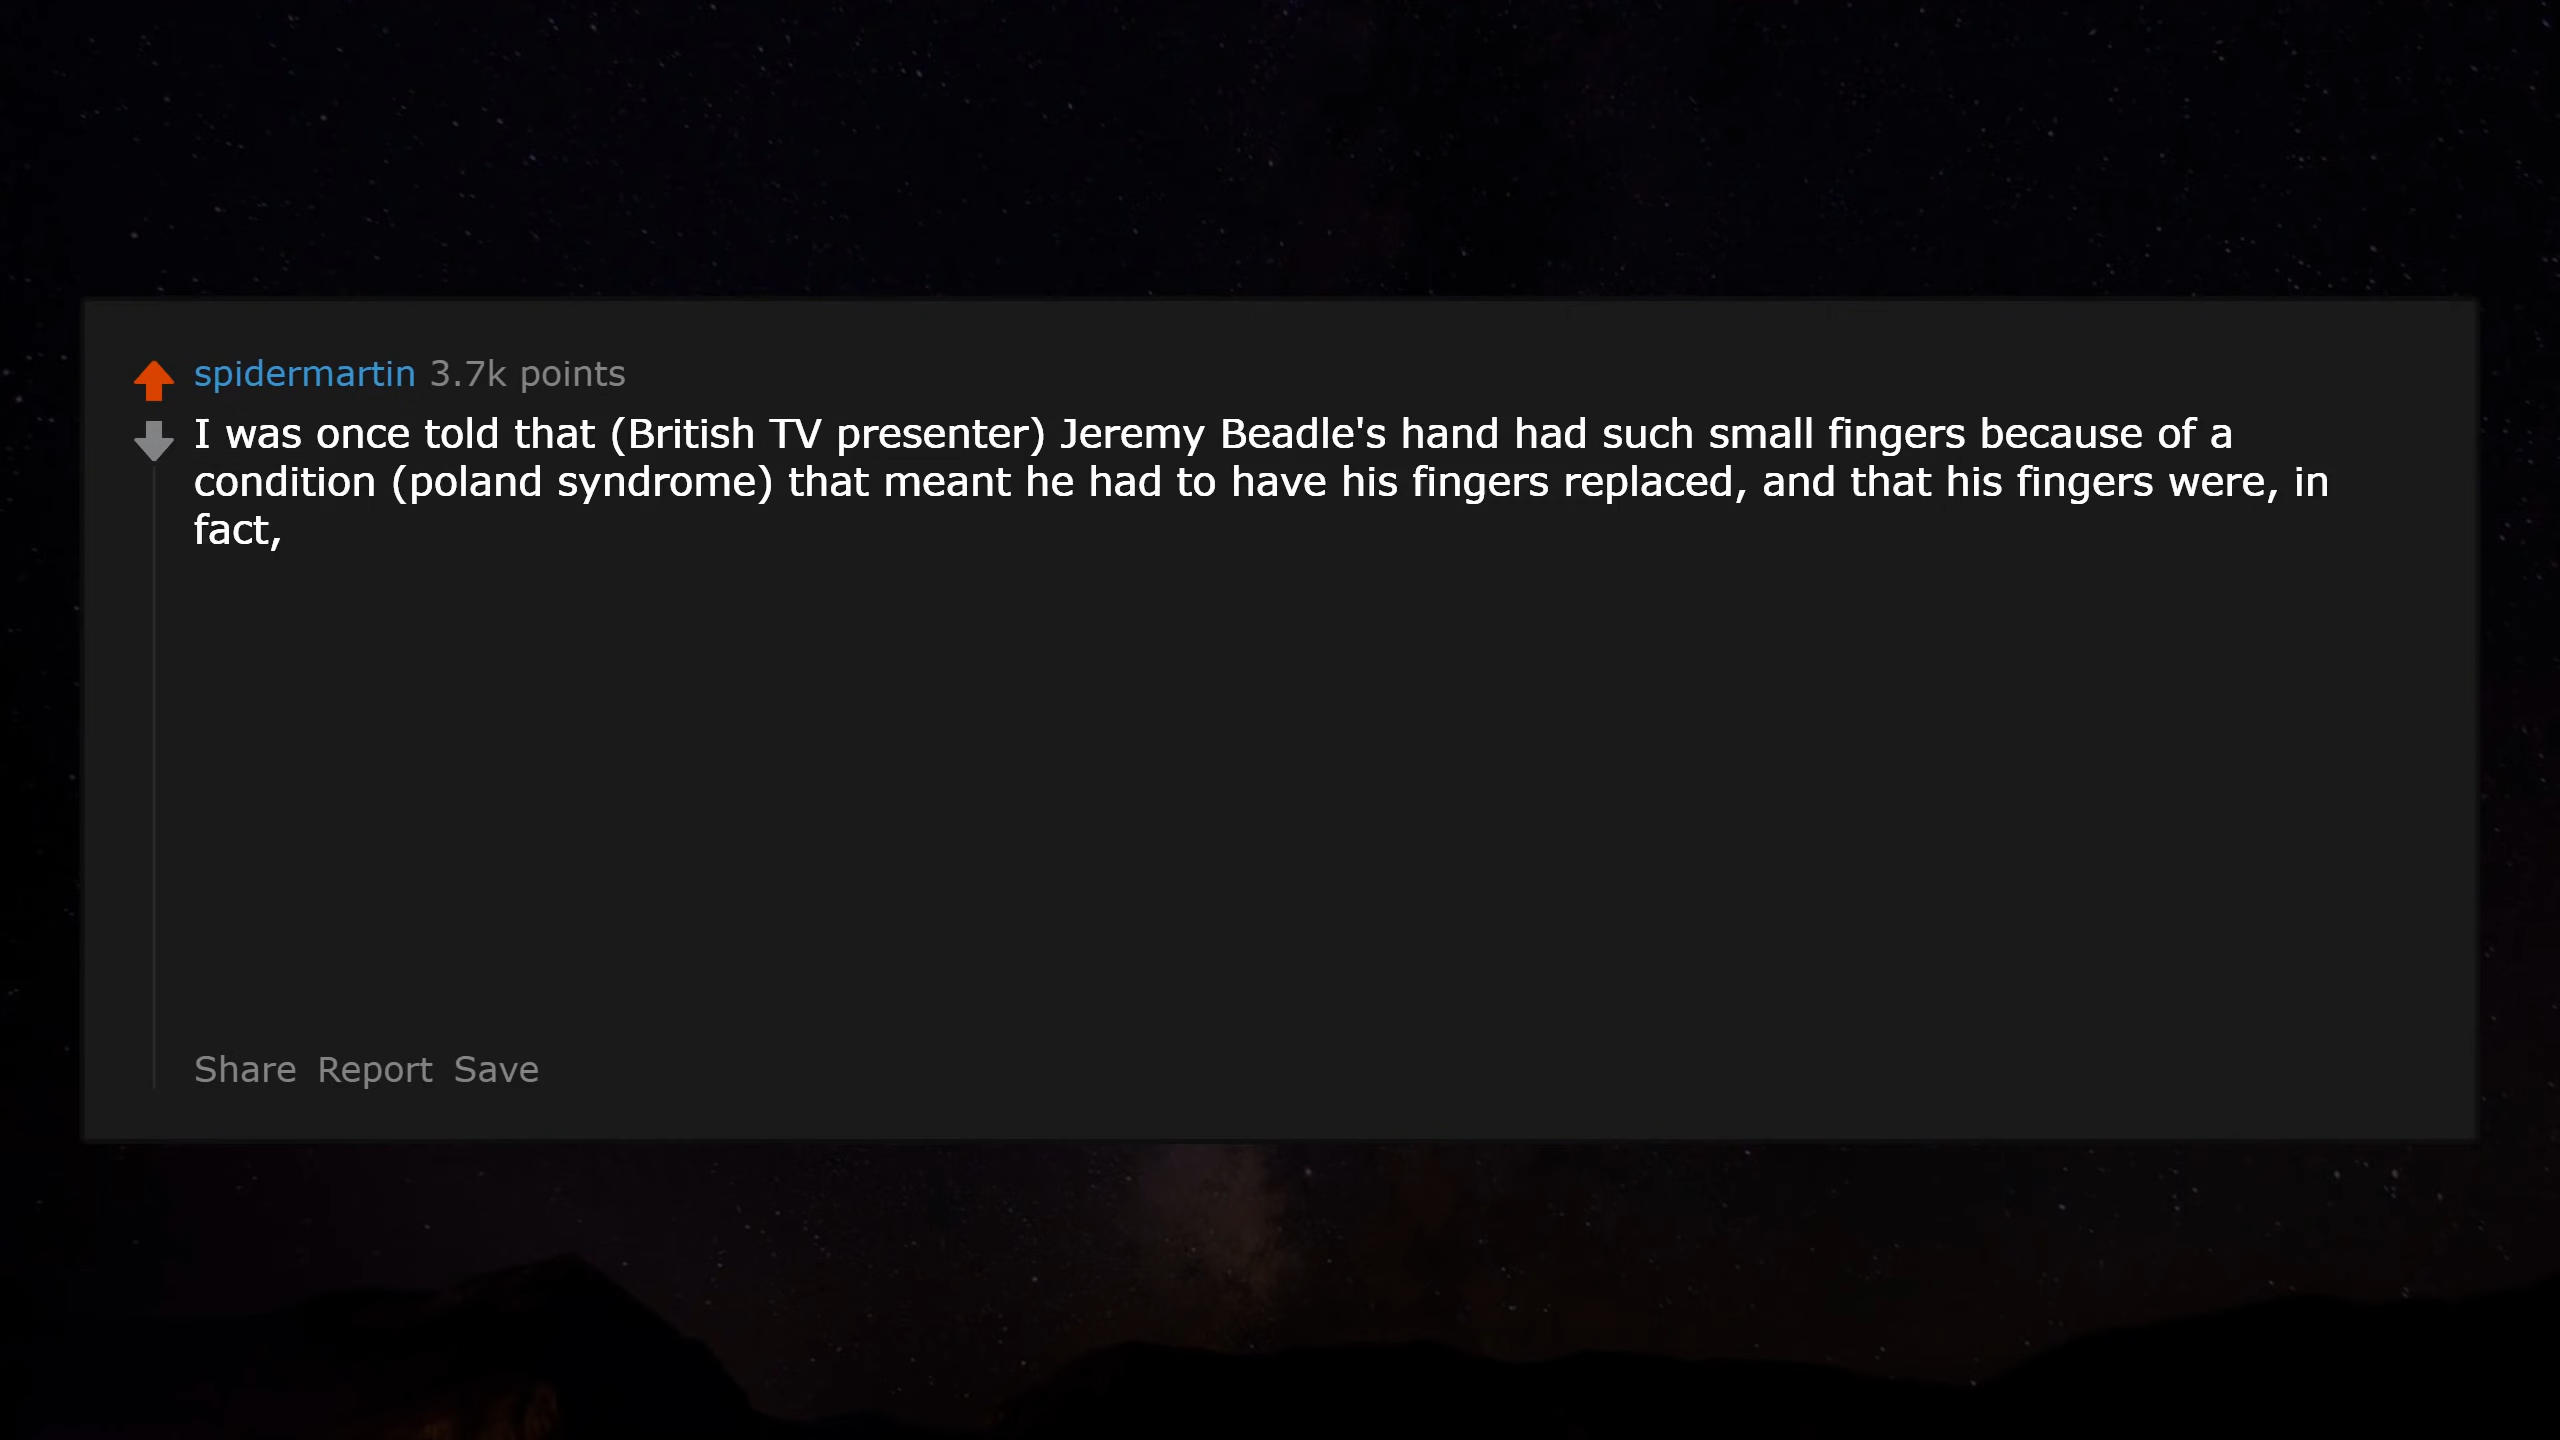 spidermartin 3.7k points
I was once told that (British TV presenter) Jeremy Beadle's hand had such small fingers because of a
condition (poland syndrome) that meant he had to have his fingers replaced, and that his fingers were, in
fact,
Share Report Save